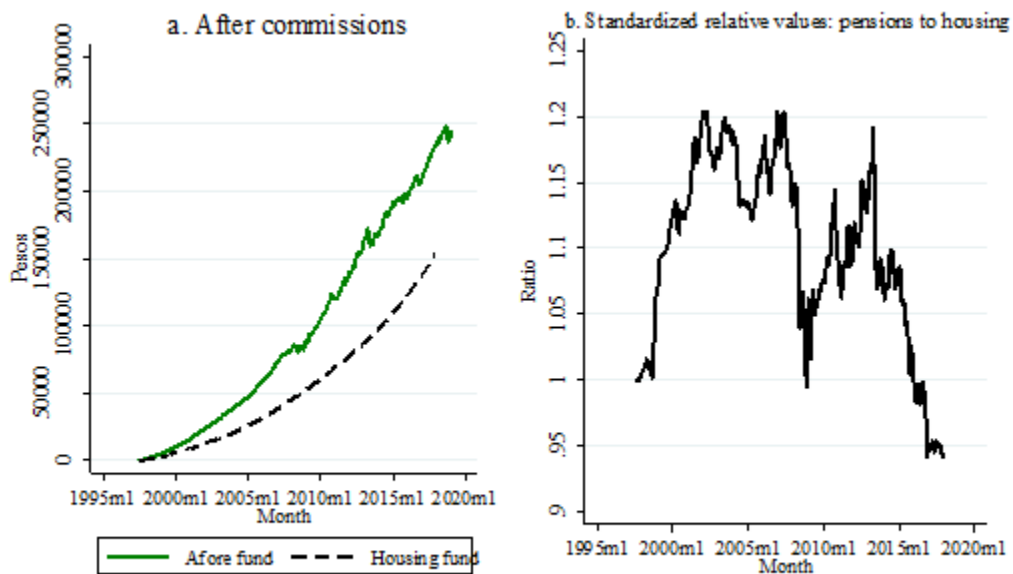 a. After commissions
Pesos
300000
250000
200000
150000
100000
50000
0
1995m1 2000m1 2005m1 2010m1 2015m1 2020m1
Month
Afore fund Housing fund
b. Standardized relative values: pensions to housing
Ratio
1.25
1.2
1.15
1.1
1.05
1
.95
.9
1995m1 2000m1 2005m1 2010m1 2015m1 2020m1
Month